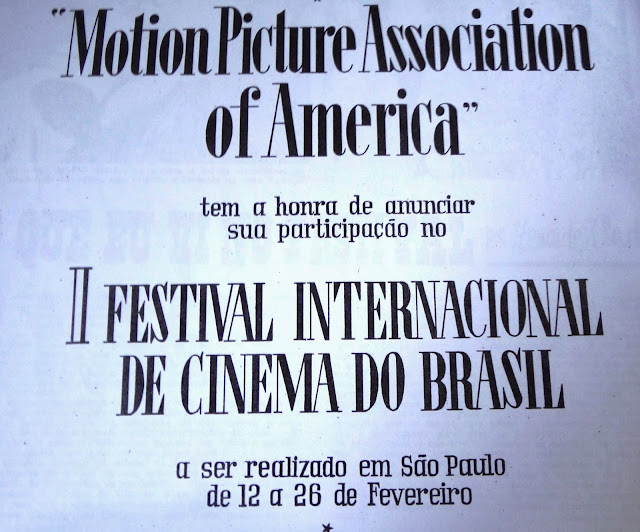 "Motion Picture Association
of America"
tem a honra de anunciar
sua participação no
II FESTIVAL INTERNACIONAL
DE CINEMA DO BRASIL
a ser realizado em São Paulo
de 12 a 26 de Fevereiro
*